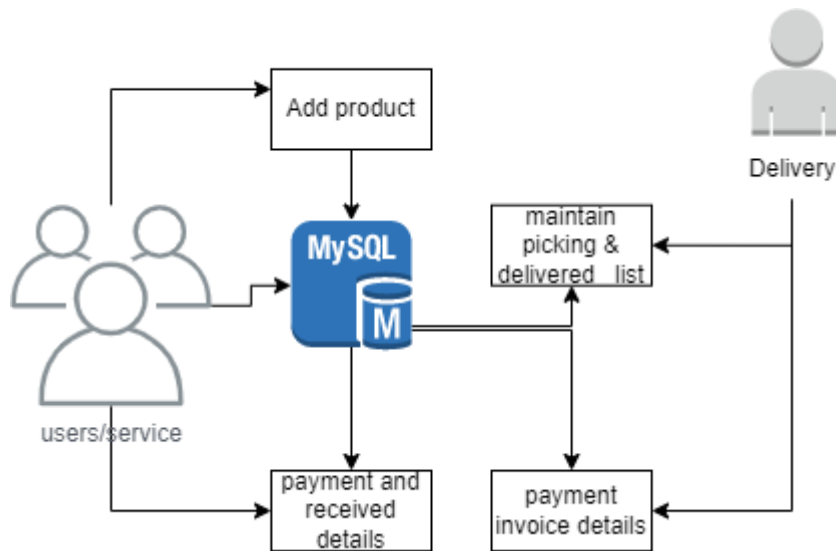 Add product
Delivery
MySQL
M
maintain
picking &
delivered list
users/service
payment and
received
details
payment
invoice details